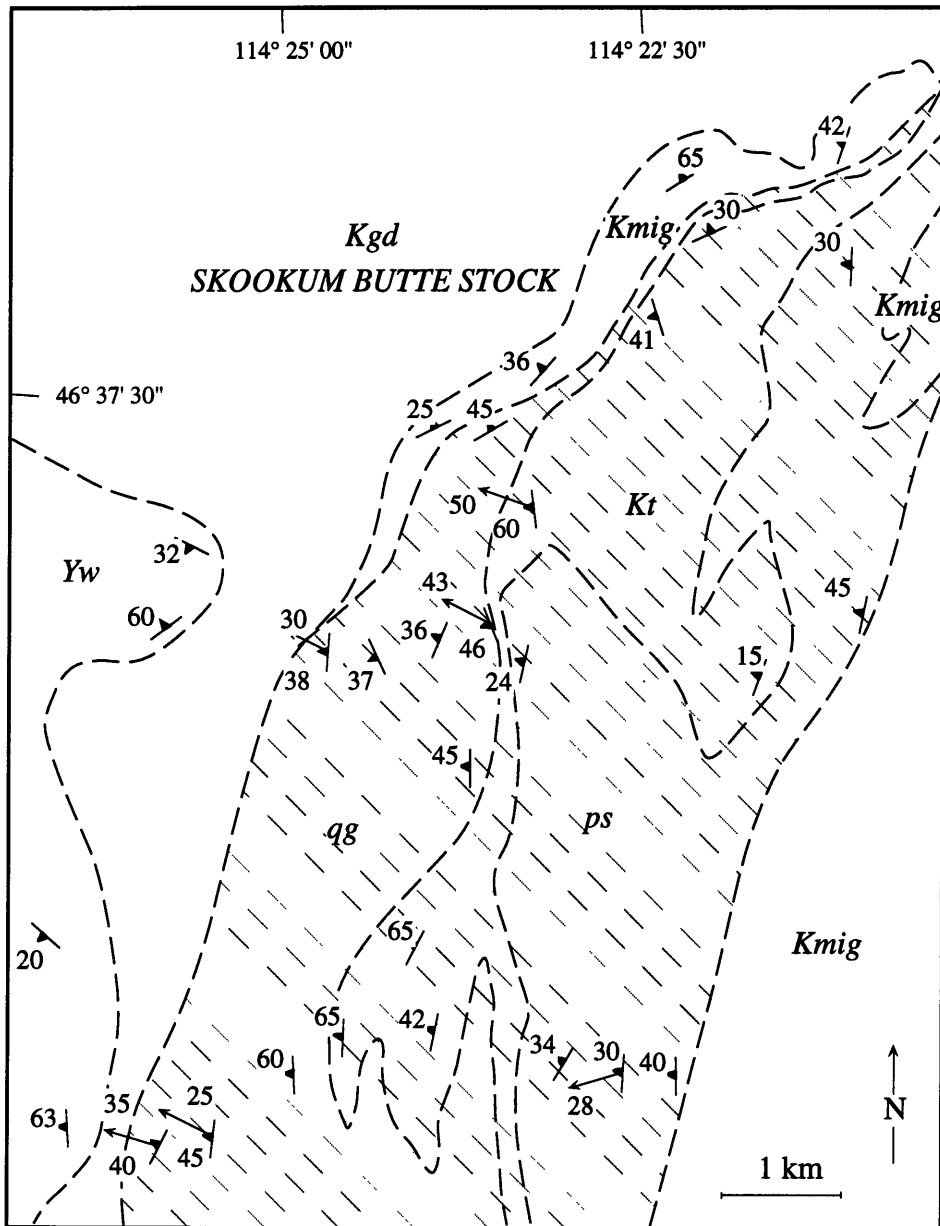 114° 25' 00" 114° 22' 30"
42
65
Kmig 30
Kgd 30
SKOOKUM BUTTE STOCK
Kmig
41
36
46° 37' 30"
25 45
50 Kt
60
32
Yw
43 45
60
30 36 46
38 37 24 15
45
qg ps
65
20 Kmig
65 42
34 30 40
60
35 25 28 N
63
40 45
1 km